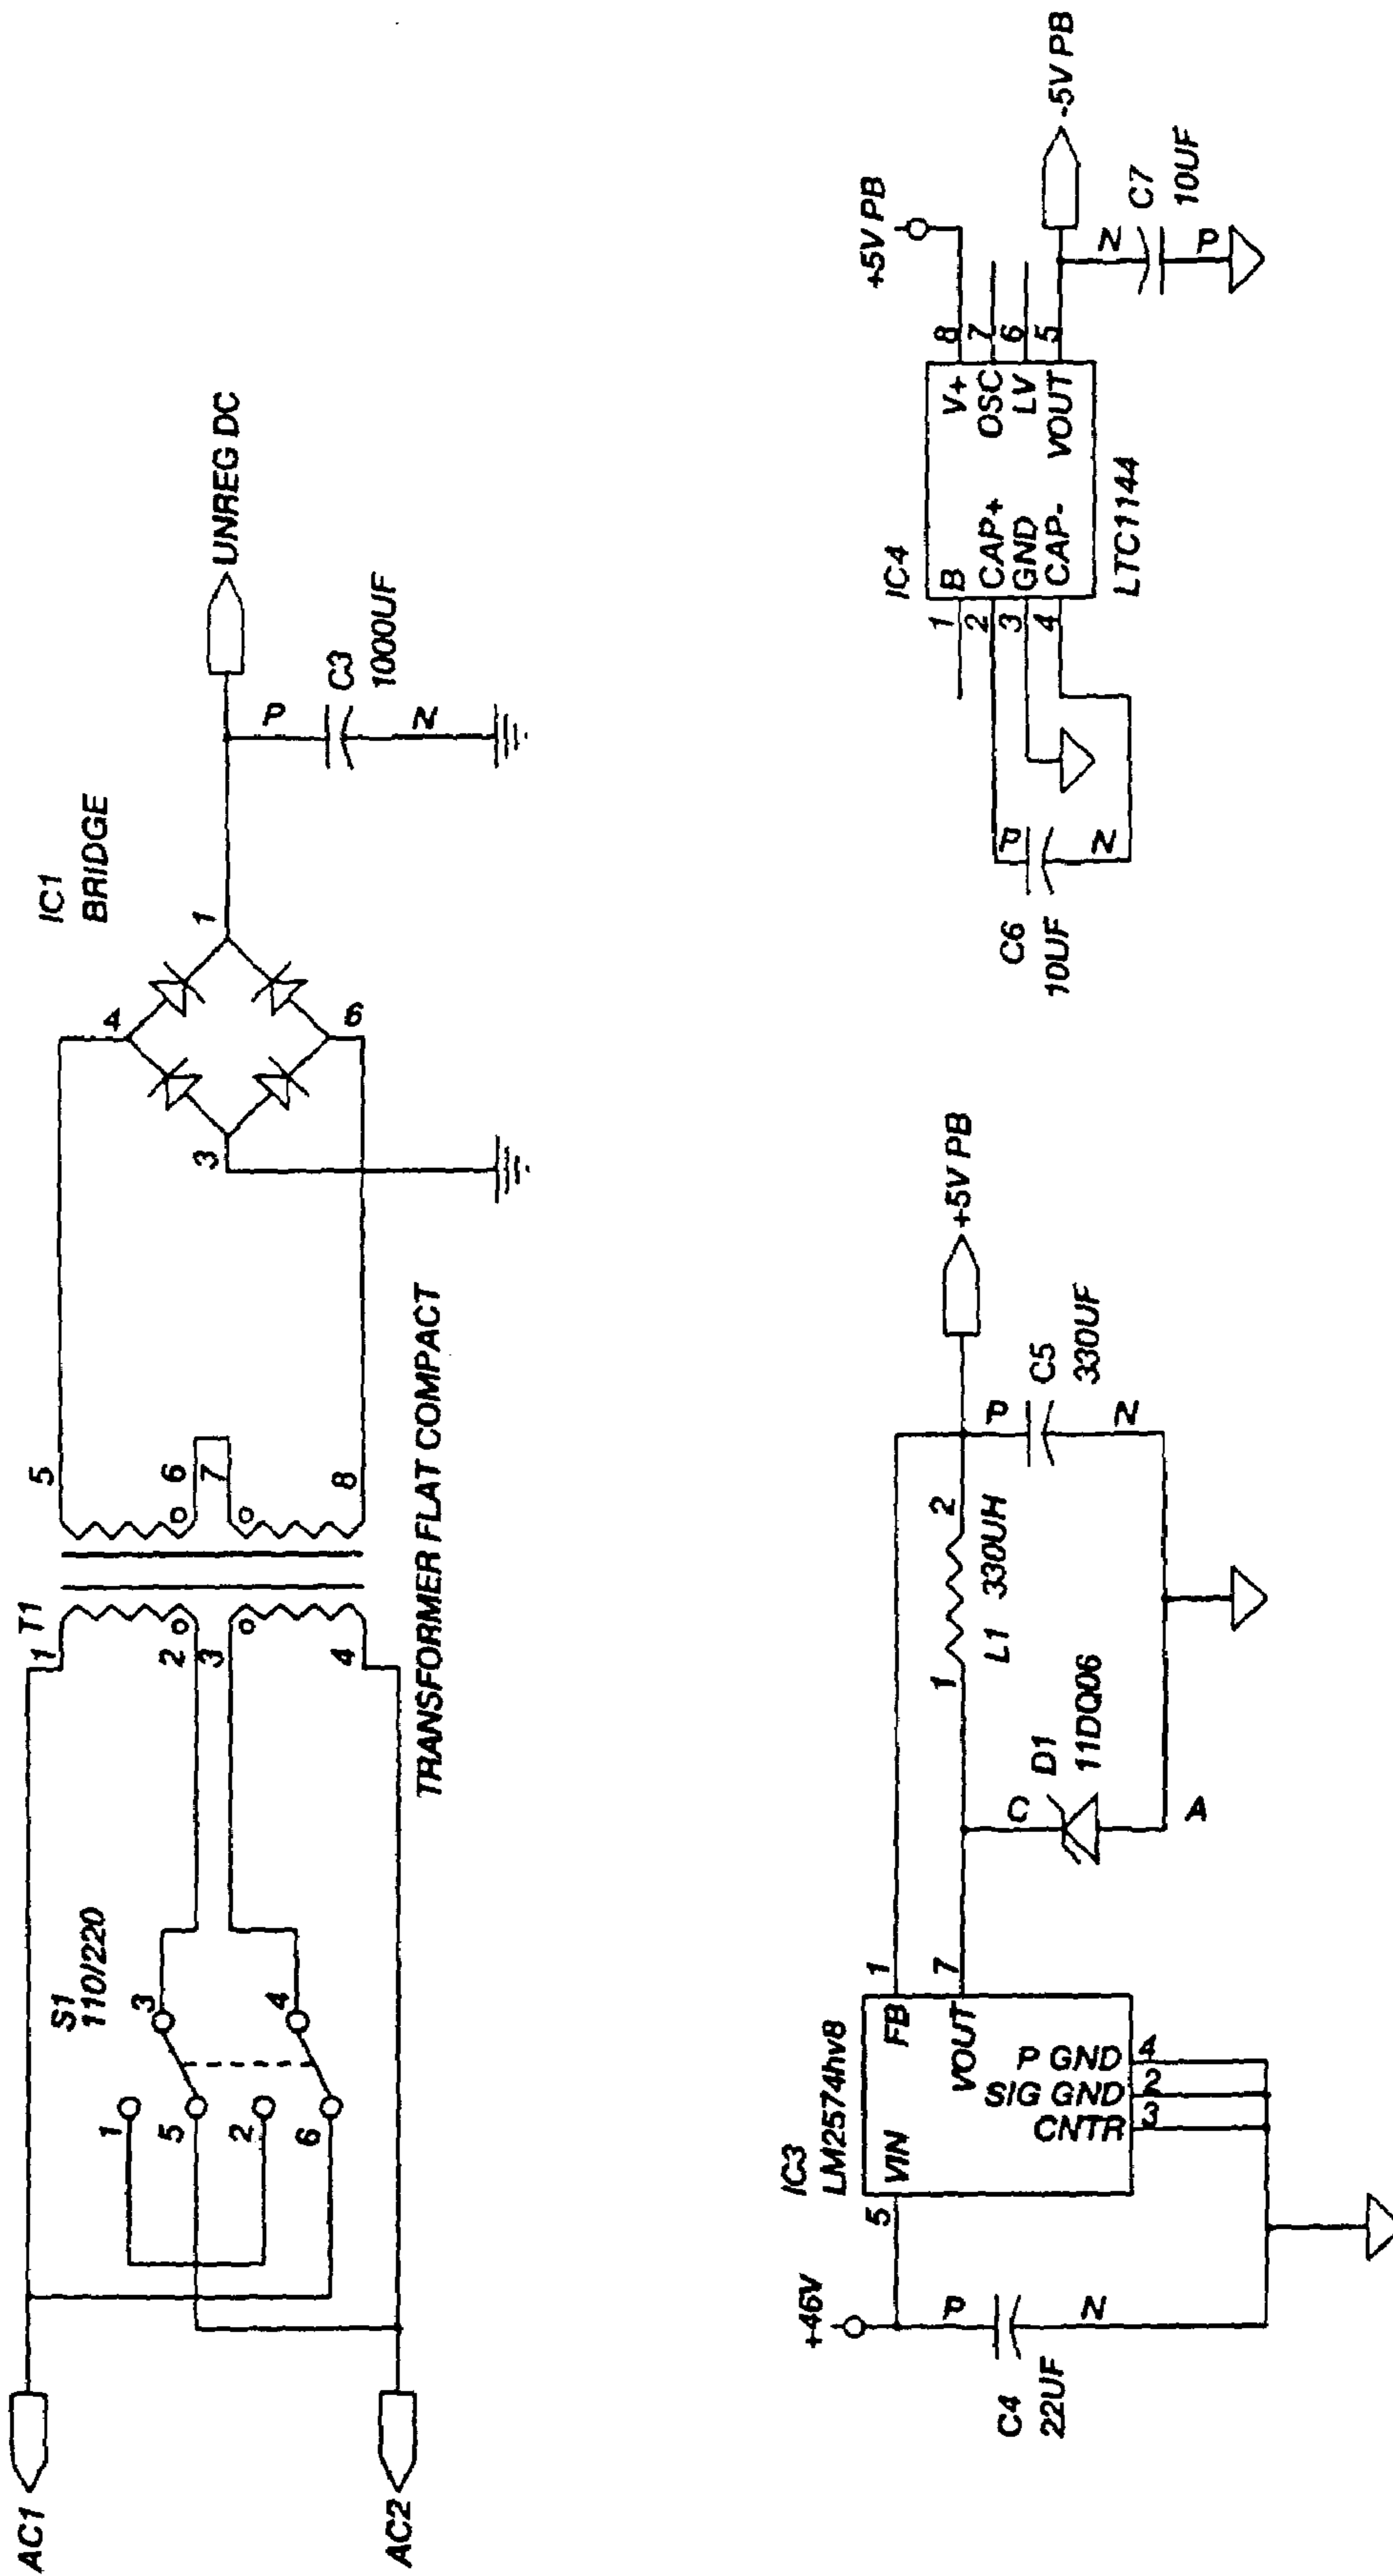 AC1
AC2
S1
110/220
1
5
2
6
3
4
T1
1
2
3
4
5
6
7
8
TRANSFORMER FLAT COMPACT
IC1
BRIDGE
4
3
1
6
UNREG DC
P
C3
1000UF
N
+46V
P
C4
22UF
N
IC3
LM2574hv8
5
VIN
FB
1
VOUT
7
P GND
4
SIG GND
2
CNTR
3
C
D1
11DQ06
A
1
L1
330UH
2
P
C5
330UF
N
+5V PB
C6
10UF
P
N
IC4
1
B
2
CAP+
3
GND
4
CAP-
V+
8
OSC
7
LV
6
VOUT
5
LTC1144
+5V PB
-5V PB
N
C7
10UF
P